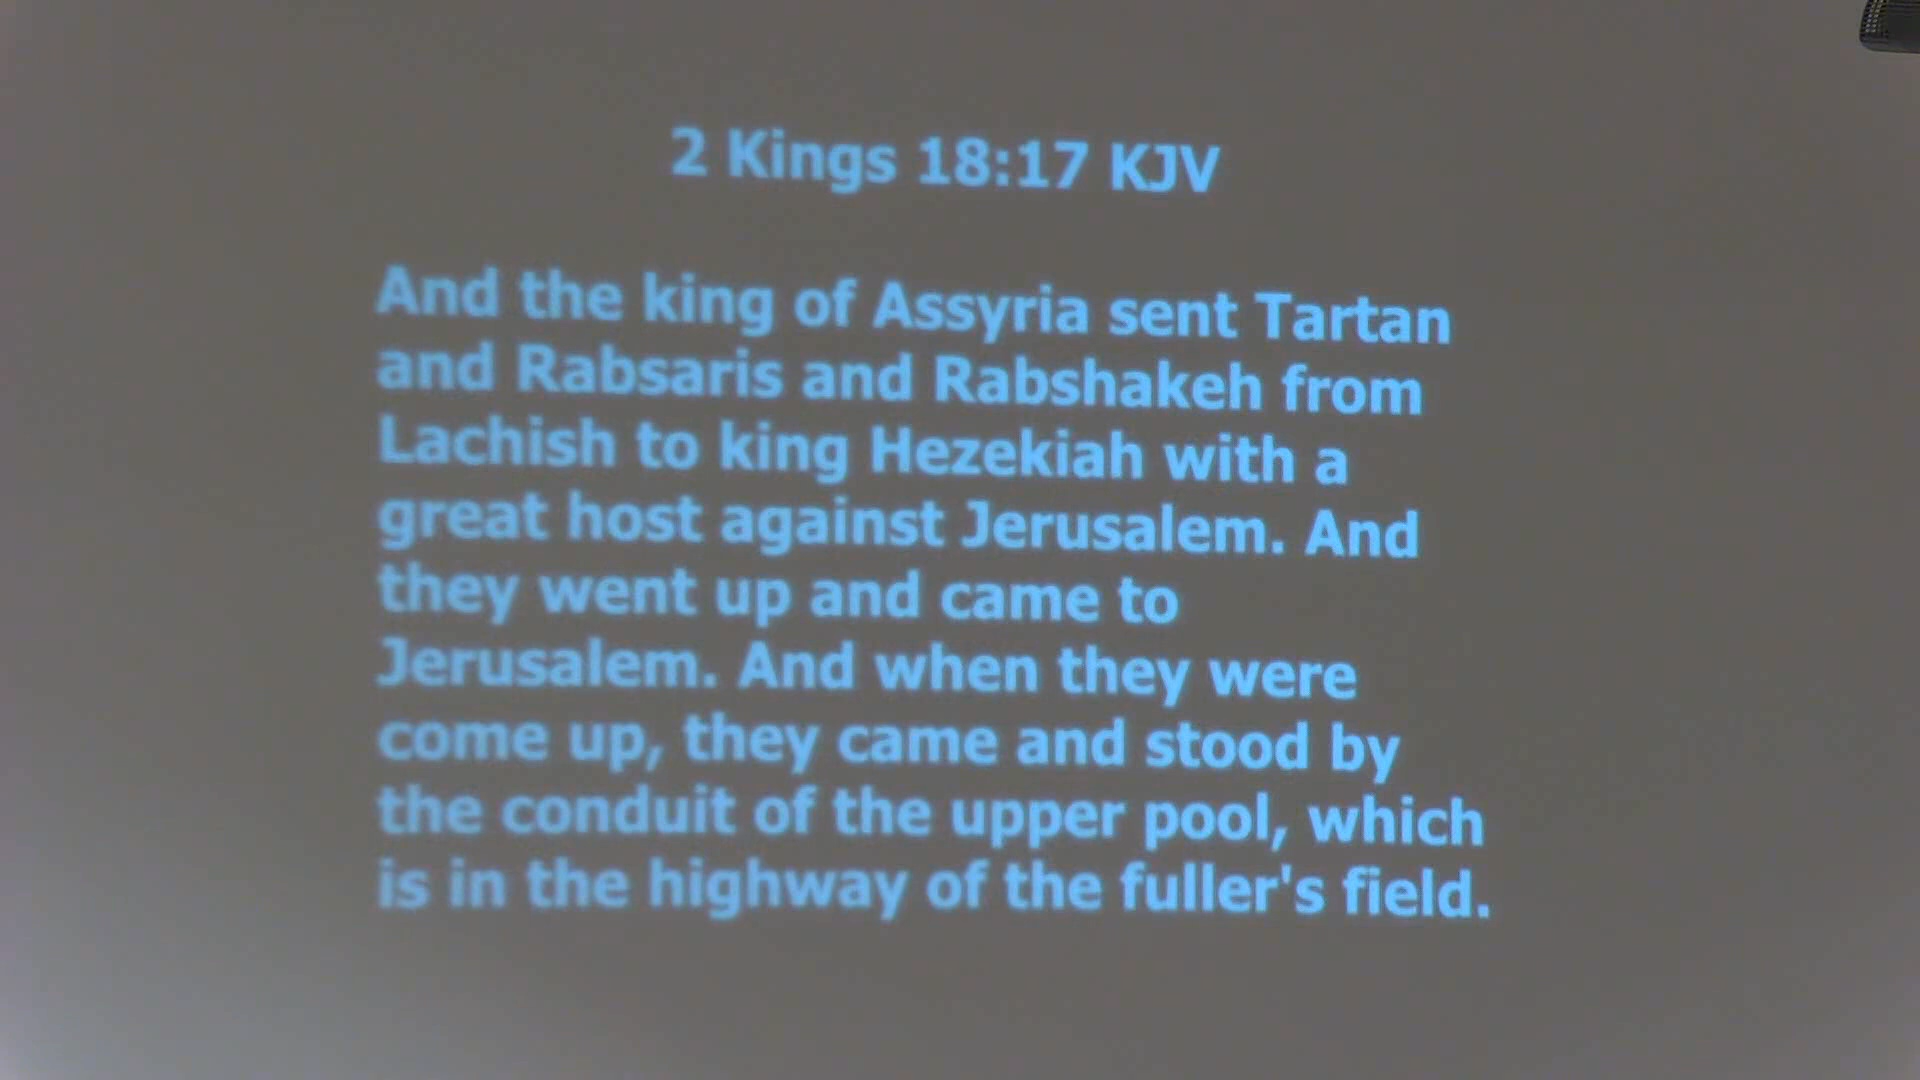 2 Kings 18:17 KJV
And the king of Assyria sent Tartan
and Rabsaris and Rabshakeh from
Lachish to king Hezekiah with a
great host against Jerusalem. And
they went up and came to
Jerusalem. And when they were
come up, they came and stood by
the conduit of the upper pool, which
is in the highway of the fuller's field.